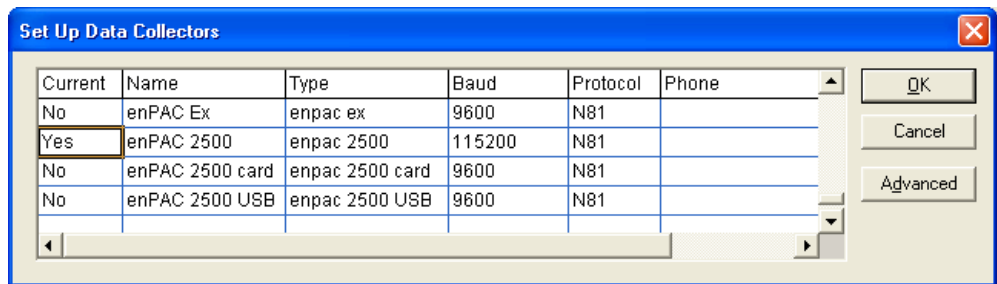 Set Up Data Collectors
Current Name Type Baud Protocol Phone
No enPAC Ex enpac ex 9600 N81
Yes enPAC 2500 enpac 2500 115200 N81
No enPAC 2500 card enpac 2500 card 9600 N81
No enPAC 2500 USB enpac 2500 USB 9600 N81
OK
Cancel
Advanced